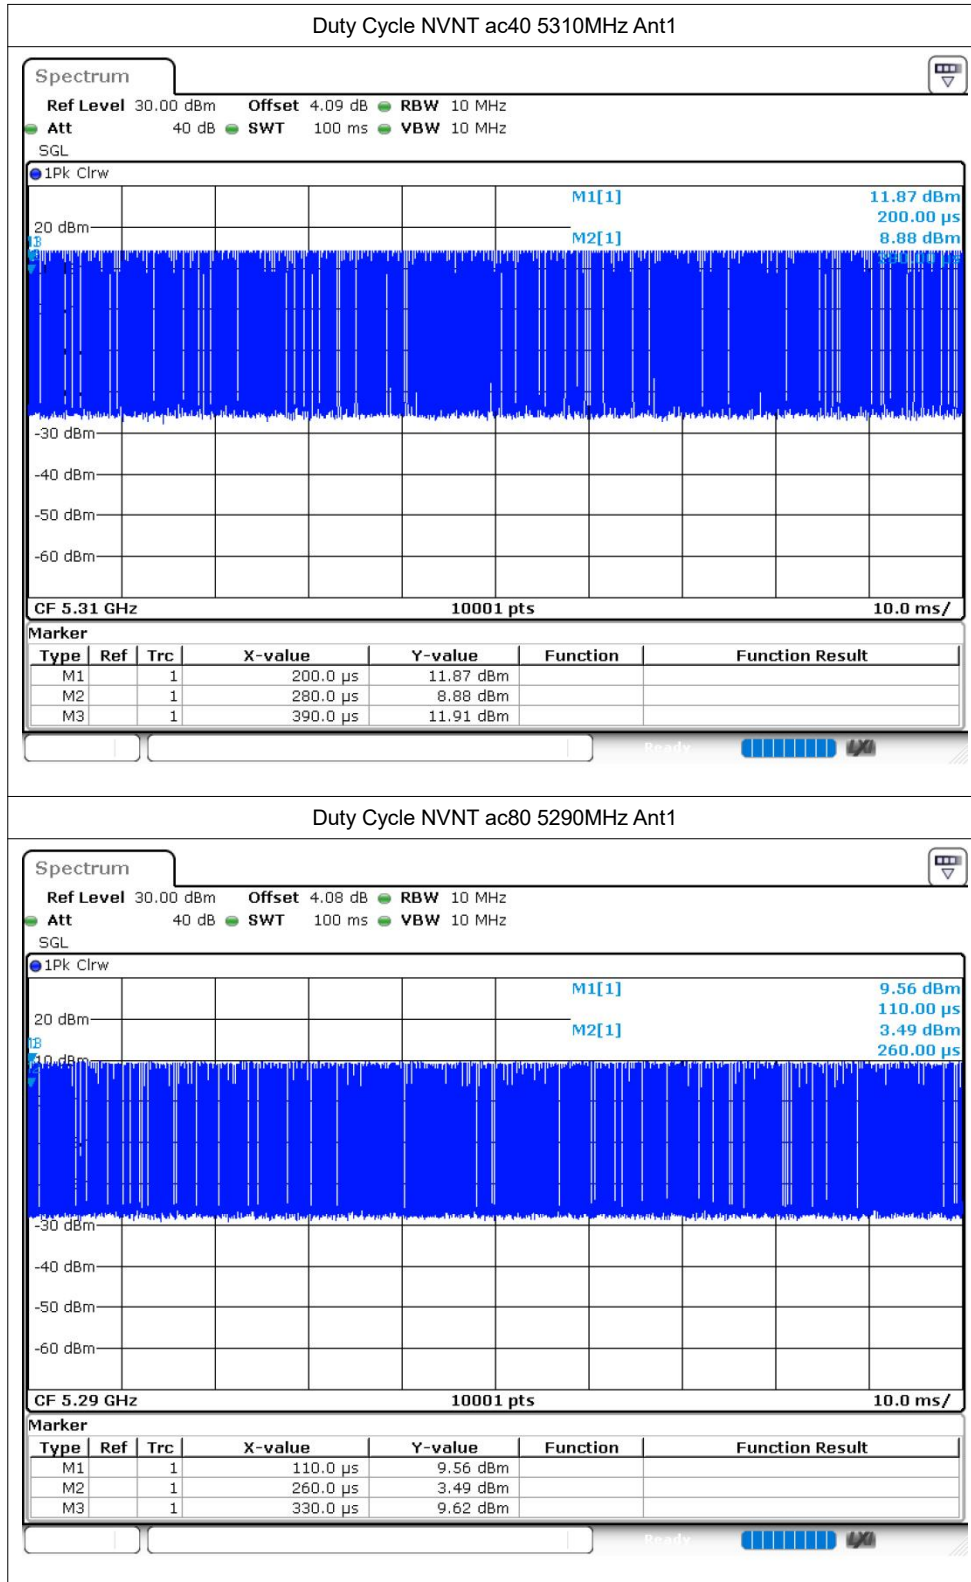 Duty Cycle NVNT ac40 5310MHz Ant1
Spectrum
Ref Level 30.00 dBm Offset 4.09 dB RBW 10 MHz
Att 40 dB SWT 100 ms VBW 10 MHz
SGL
1Pk Clrw
M1[1] 11.87 dBm
200.00 µs
20 dBm
M2[1] 8.88 dBm
-30 dBm
-40 dBm
-50 dBm
-60 dBm
CF 5.31 GHz 10001 pts 10.0 ms/
Marker
Type Ref Trc X-value Y-value Function Function Result
M1 1 200.0 µs 11.87 dBm
M2 1 280.0 µs 8.88 dBm
M3 1 390.0 µs 11.91 dBm
Ready LXI
Duty Cycle NVNT ac80 5290MHz Ant1
Spectrum
Ref Level 30.00 dBm Offset 4.08 dB RBW 10 MHz
Att 40 dB SWT 100 ms VBW 10 MHz
SGL
1Pk Clrw
M1[1] 9.56 dBm
110.00 µs
20 dBm
M2[1] 3.49 dBm
260.00 µs
10 dBm
-30 dBm
-40 dBm
-50 dBm
-60 dBm
CF 5.29 GHz 10001 pts 10.0 ms/
Marker
Type Ref Trc X-value Y-value Function Function Result
M1 1 110.0 µs 9.56 dBm
M2 1 260.0 µs 3.49 dBm
M3 1 330.0 µs 9.62 dBm
Ready LXI